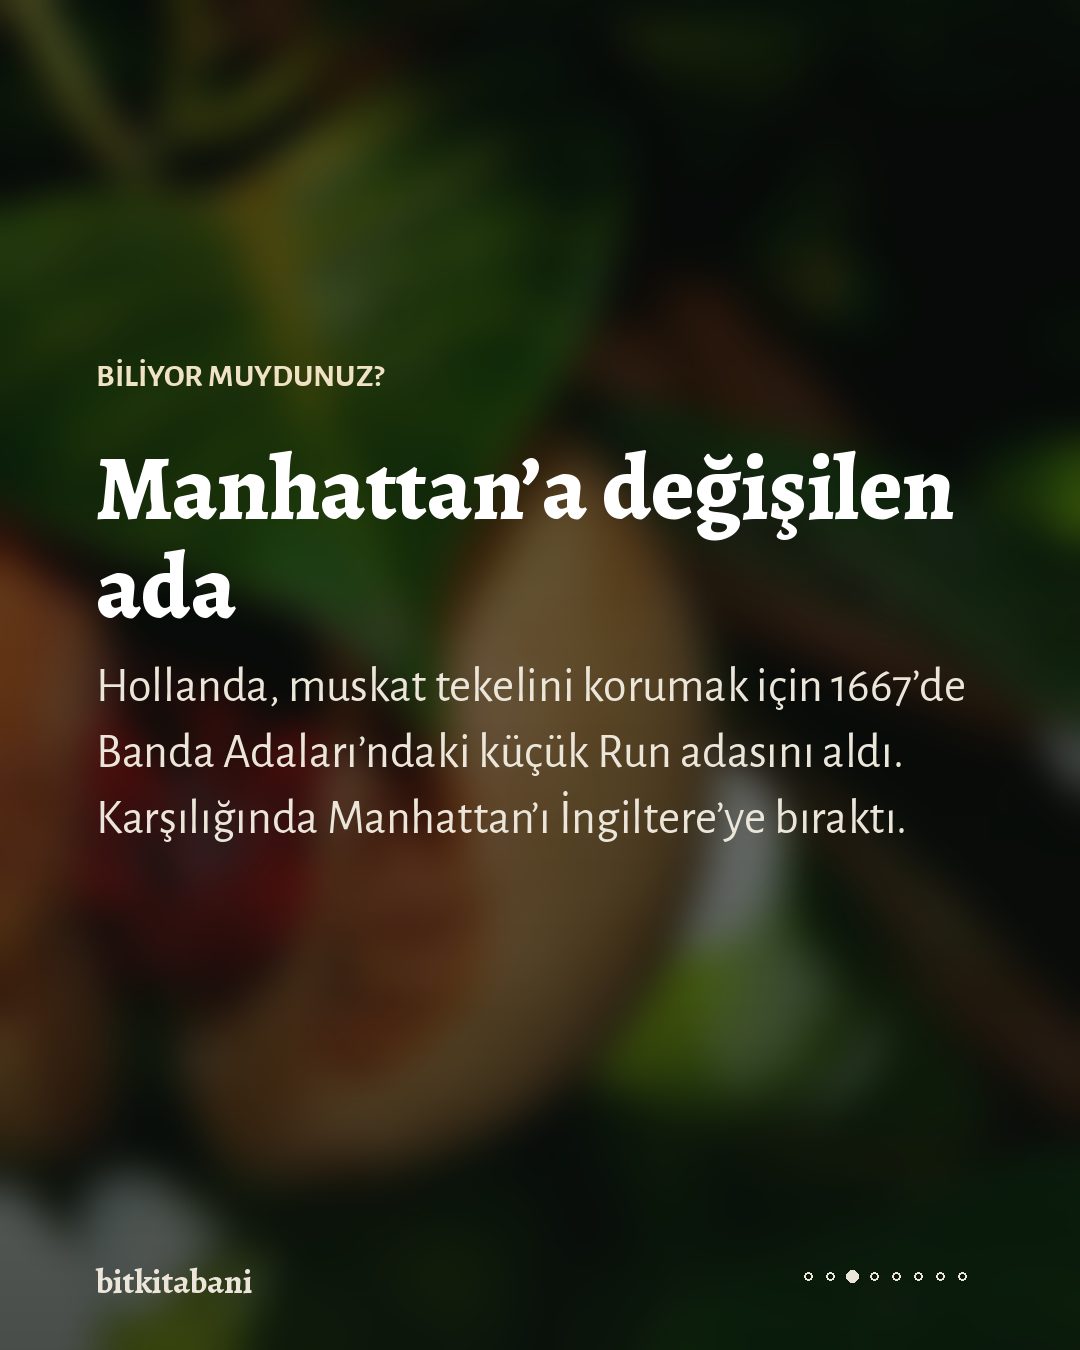 BİLİYOR MUYDUNUZ?
Manhattan’a değişilen
ada
Hollanda, muskat tekelini korumak için 1667’de
Banda Adaları’ndaki küçük Run adasını aldı.
Karşılığında Manhattan’ı İngiltere’ye bıraktı.
bitkitabani